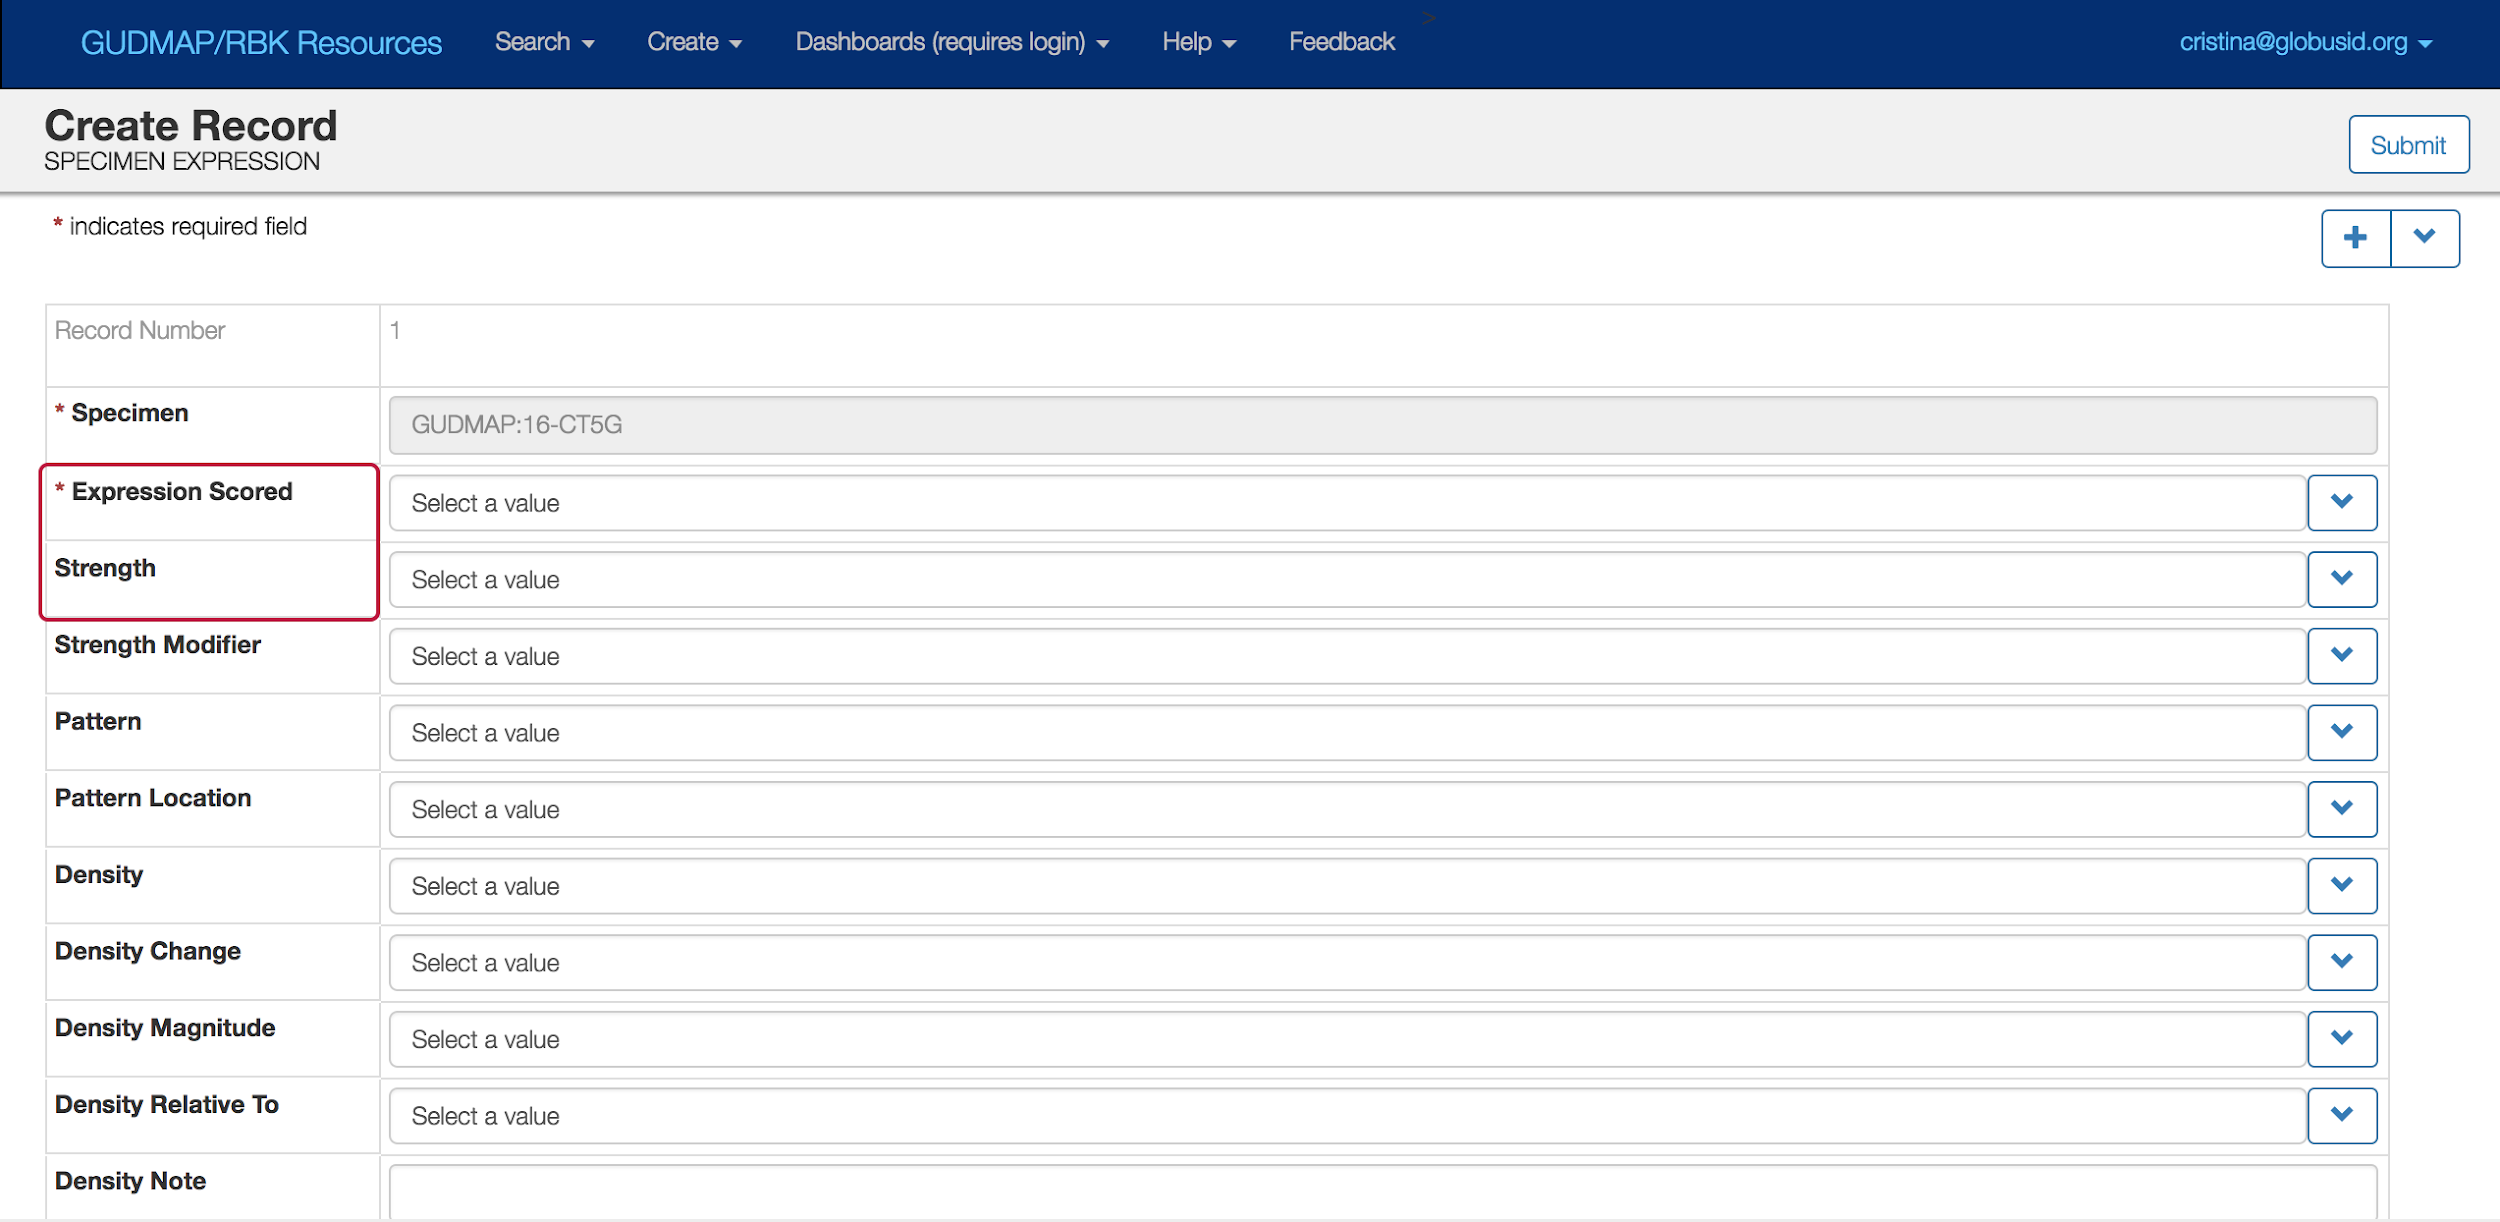 GUDMAP/RBK Resources Search Create Dashboards (requires login) Help Feedback > cristina@globusid.org
Create Record
SPECIMEN EXPRESSION
Submit
* indicates required field
Record Number 1
* Specimen GUDMAP:16-CT5G
* Expression Scored Select a value
Strength Select a value
Strength Modifier Select a value
Pattern Select a value
Pattern Location Select a value
Density Select a value
Density Change Select a value
Density Magnitude Select a value
Density Relative To Select a value
Density Note